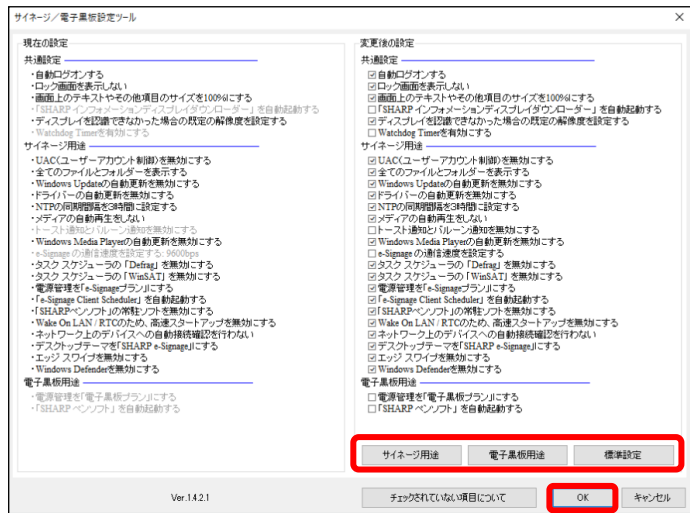 サイネージ／電子黒板設定ツール
現在の設定
共通設定
・自動ログオンする
・ロック画面を表示しない
・画面上のテキストやその他項目のサイズを100%にする
・「SHARP インフォメーションディスプレイダウンローダー」を自動起動する
・ディスプレイを認識できなかった場合の既定の解像度を設定する
・Watchdog Timerを有効にする
サイネージ用途
・UAC(ユーザーアカウント制御)を無効にする
・全てのファイルとフォルダーを表示する
・Windows Updateの自動更新を無効にする
・ドライバーの自動更新を無効にする
・NTPの同期間隔を3時間に設定する
・メディアの自動再生をしない
・トースト通知とバルーン通知を無効にする
・Windows Media Playerの自動更新を無効にする
・e-Signage の通信速度を設定する: 9600bps
・タスク スケジューラの「Defrag」を無効にする
・タスク スケジューラの「WinSAT」を無効にする
・電源管理を「e-Signageプラン」にする
・「e-Signage Client Scheduler」を自動起動する
・「SHARPペンソフト」の常駐ソフトを無効にする
・Wake On LAN / RTCのため、高速スタートアップを無効にする
・ネットワーク上のデバイスへの自動接続確認を行わない
・デスクトップテーマを「SHARP e-Signage」にする
・エッジ スワイプを無効にする
・Windows Defenderを無効にする
電子黒板用途
・電源管理を「電子黒板プラン」にする
・「SHARP ペンソフト」を自動起動する
変更後の設定
共通設定
自動ログオンする
ロック画面を表示しない
画面上のテキストやその他項目のサイズを100%にする
「SHARP インフォメーションディスプレイダウンローダー」を自動起動する
ディスプレイを認識できなかった場合の既定の解像度を設定する
Watchdog Timerを有効にする
サイネージ用途
UAC(ユーザーアカウント制御)を無効にする
全てのファイルとフォルダーを表示する
Windows Updateの自動更新を無効にする
ドライバーの自動更新を無効にする
NTPの同期間隔を3時間に設定する
メディアの自動再生をしない
トースト通知とバルーン通知を無効にする
Windows Media Playerの自動更新を無効にする
e-Signageの通信速度を設定する
タスク スケジューラの「Defrag」を無効にする
タスク スケジューラの「WinSAT」を無効にする
電源管理を「e-Signageプラン」にする
「e-Signage Client Scheduler」を自動起動する
「SHARPペンソフト」の常駐ソフトを無効にする
Wake On LAN / RTCのため、高速スタートアップを無効にする
ネットワーク上のデバイスへの自動接続確認を行わない
デスクトップテーマを「SHARP e-Signage」にする
エッジ スワイプを無効にする
Windows Defenderを無効にする
電子黒板用途
電源管理を「電子黒板プラン」にする
「SHARP ペンソフト」を自動起動する
サイネージ用途 電子黒板用途 標準設定
Ver.1.4.2.1 チェックされていない項目について OK キャンセル